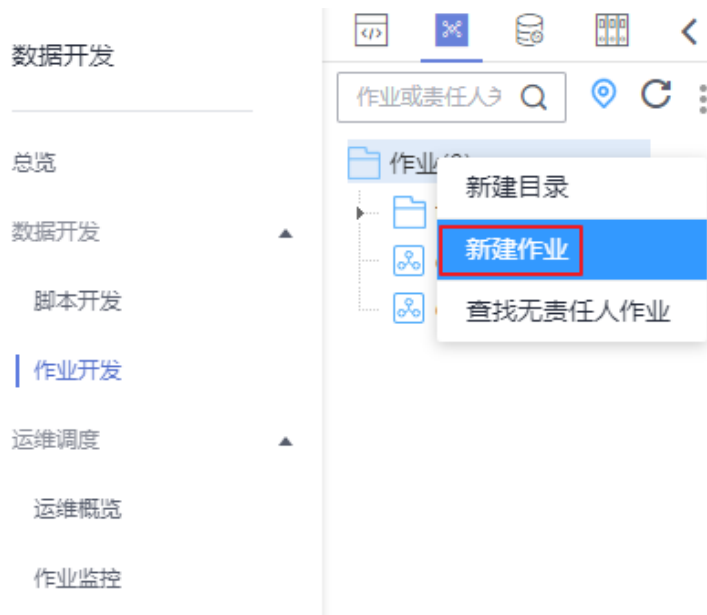 数据开发
总览
数据开发
脚本开发
作业开发
运维调度
运维概览
作业监控
</>
作业或责任人
作业
新建目录
新建作业
查找无责任人作业